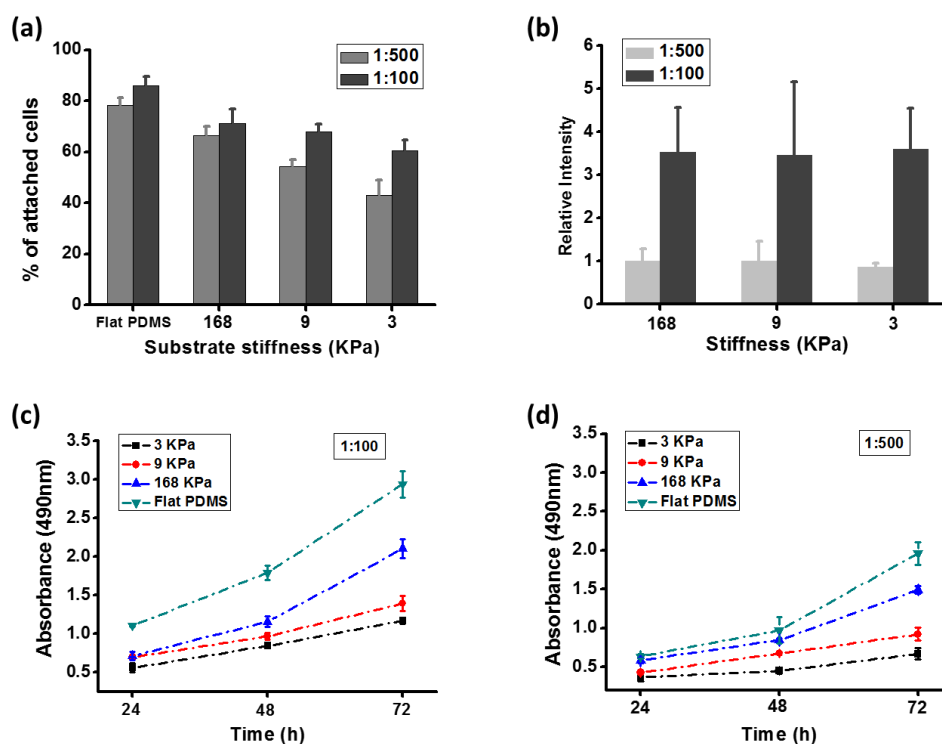 (a)
100
80
60
40
20
0
% of attached cells
1:500
1:100
Flat PDMS 168 9 3
Substrate stiffness (KPa)
(b)
6
5
4
3
2
1
0
Relative Intensity
1:500
1:100
168 9 3
Stiffness (KPa)
(c)
3.5
3.0
2.5
2.0
1.5
1.0
0.5
Absorbance (490nm)
3 KPa
9 KPa
168 KPa
Flat PDMS
1:100
24 48 72
Time (h)
(d)
3.5
3.0
2.5
2.0
1.5
1.0
0.5
Absorbance (490nm)
3 KPa
9 KPa
168 KPa
Flat PDMS
1:500
24 48 72
Time (h)